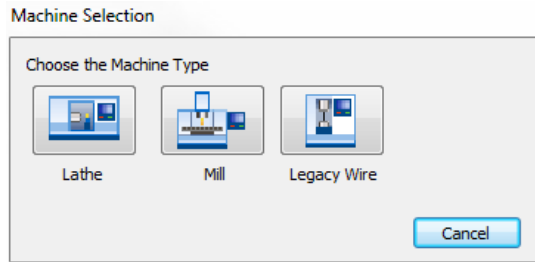 Machine Selection
Choose the Machine Type
Lathe Mill Legacy Wire
Cancel